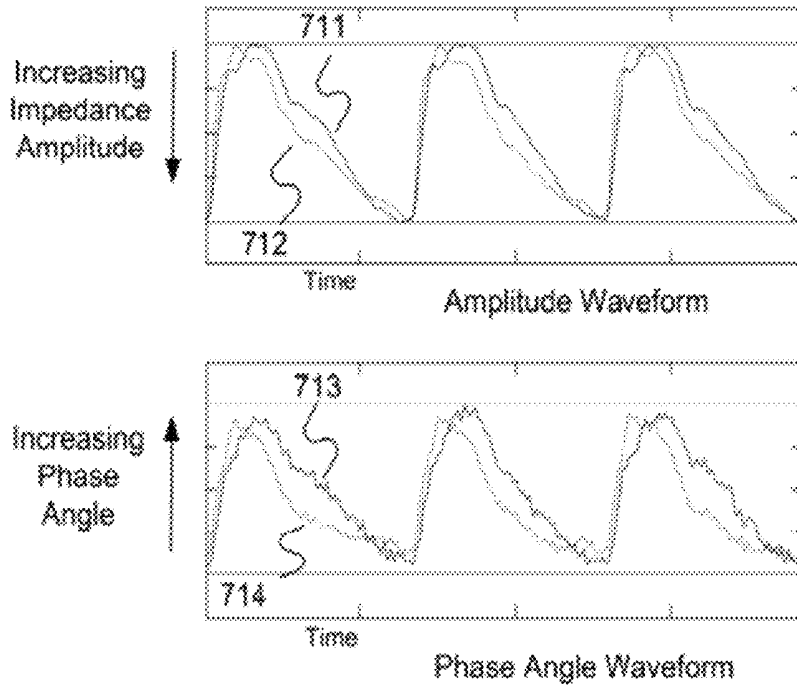 711
Increasing
Impedance
Amplitude
712
Time
Amplitude Waveform
713
Increasing
Phase
Angle
714
Time
Phase Angle Waveform